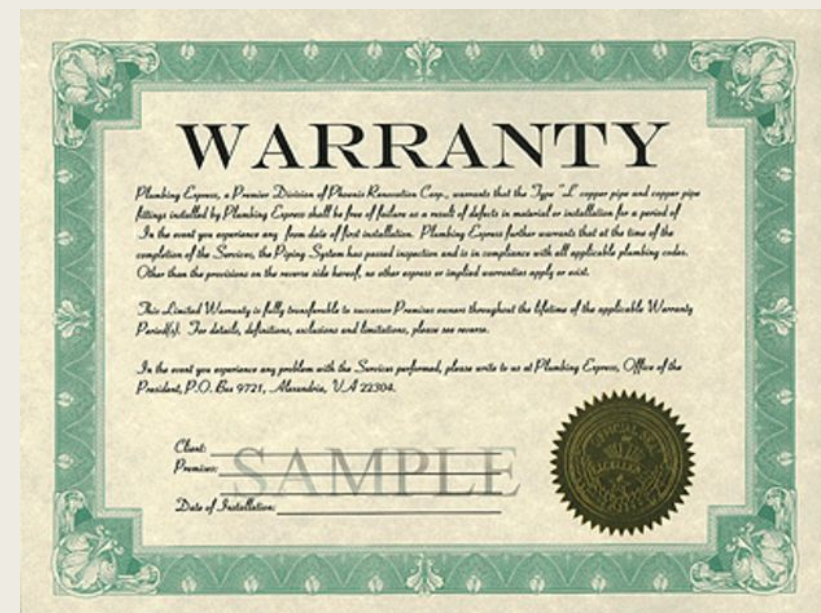 WARRANTY
Plumbing Express, a Premier Division of Phoenix Renovation Corp., warrants that the Type "L" copper pipe and copper pipe
fittings installed by Plumbing Express shall be free of failure as a result of defects in material or installation for a period of
In the event you experience any from date of first installation. Plumbing Express further warrants that at the time of the
completion of the Services, the Piping System has passed inspection and is in compliance with all applicable plumbing codes.
Other than the provisions on the reverse side hereof, no other express or implied warranties apply or exist.
This Limited Warranty is fully transferable to successor Premises owners throughout the lifetime of the applicable Warranty
Period(s). For details, definitions, exclusions and limitations, please see reverse.
In the event you experience any problem with the Services performed, please write to us at Plumbing Express, Office of the
President, P.O. Box 9721, Alexandria, VA 22304.
Client:
Premises:
SAMPLE
Date of Installation:
OFFICIAL SEAL
EXCELLENCE